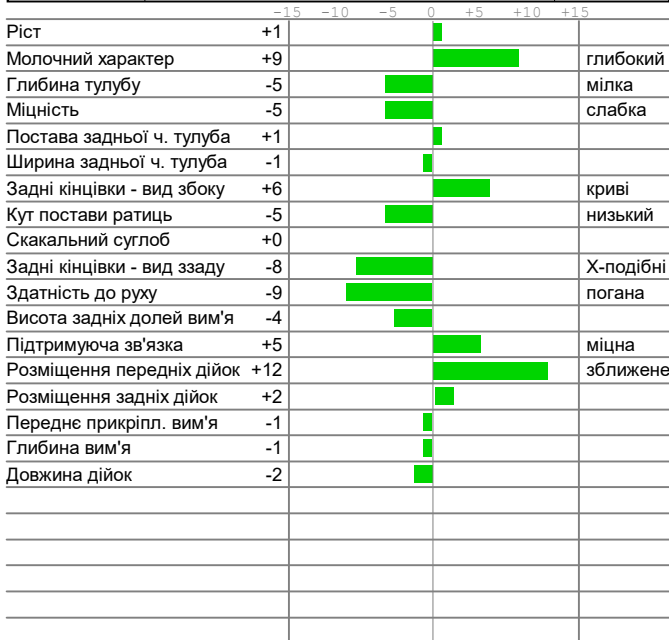 -15 -10 -5 0 +5 +10 +15
Ріст +1
Молочний характер +9 глибокий
Глибина тулубу -5 мілка
Міцність -5 слабка
Постава задньої ч. тулуба +1
Ширина задньої ч. тулуба -1
Задні кінцівки - вид збоку +6 криві
Кут постави ратиць -5 низький
Скакальний суглоб +0
Задні кінцівки - вид ззаду -8 Х-подібні
Здатність до руху -9 погана
Висота задніх долей вим'я -4
Підтримуюча зв'язка +5 міцна
Розміщення передніх дійок +12 зближене
Розміщення задніх дійок +2
Переднє прикріпл. вим'я -1
Глибина вим'я -1
Довжина дійок -2